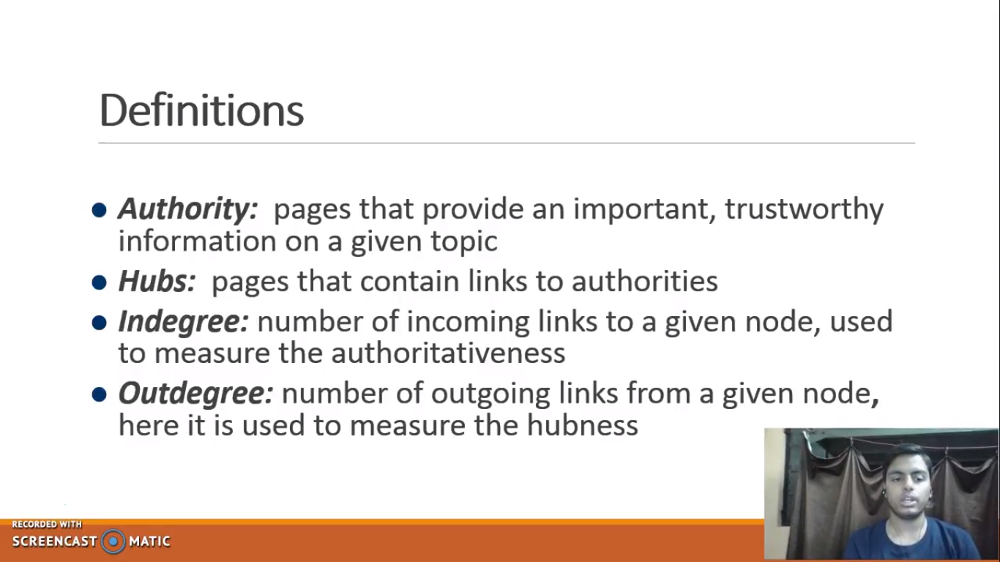 Definitions
Authority: pages that provide an important, trustworthy
information on a given topic
Hubs: pages that contain links to authorities
Indegree: number of incoming links to a given node, used
to measure the authoritativeness
Outdegree: number of outgoing links from a given node,
here it is used to measure the hubness
RECORDED WITH
SCREENCAST MATIC